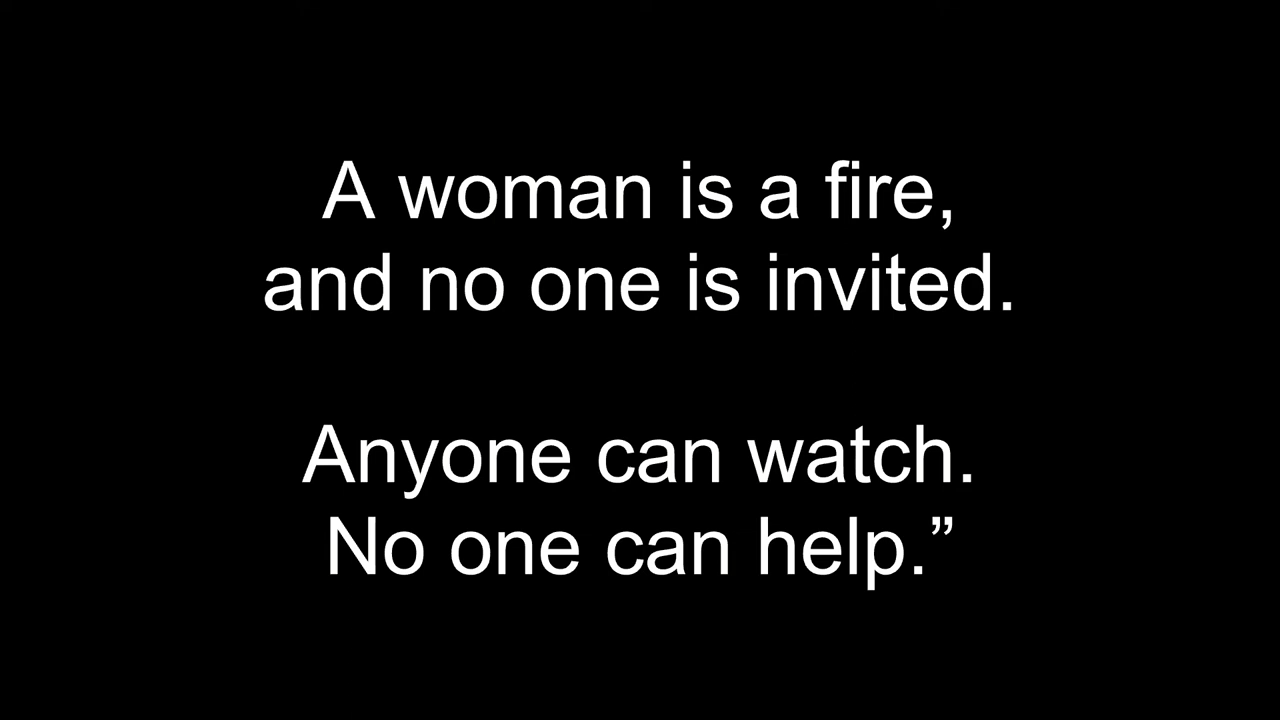 A woman is a fire,
and no one is invited.
Anyone can watch.
No one can help.”